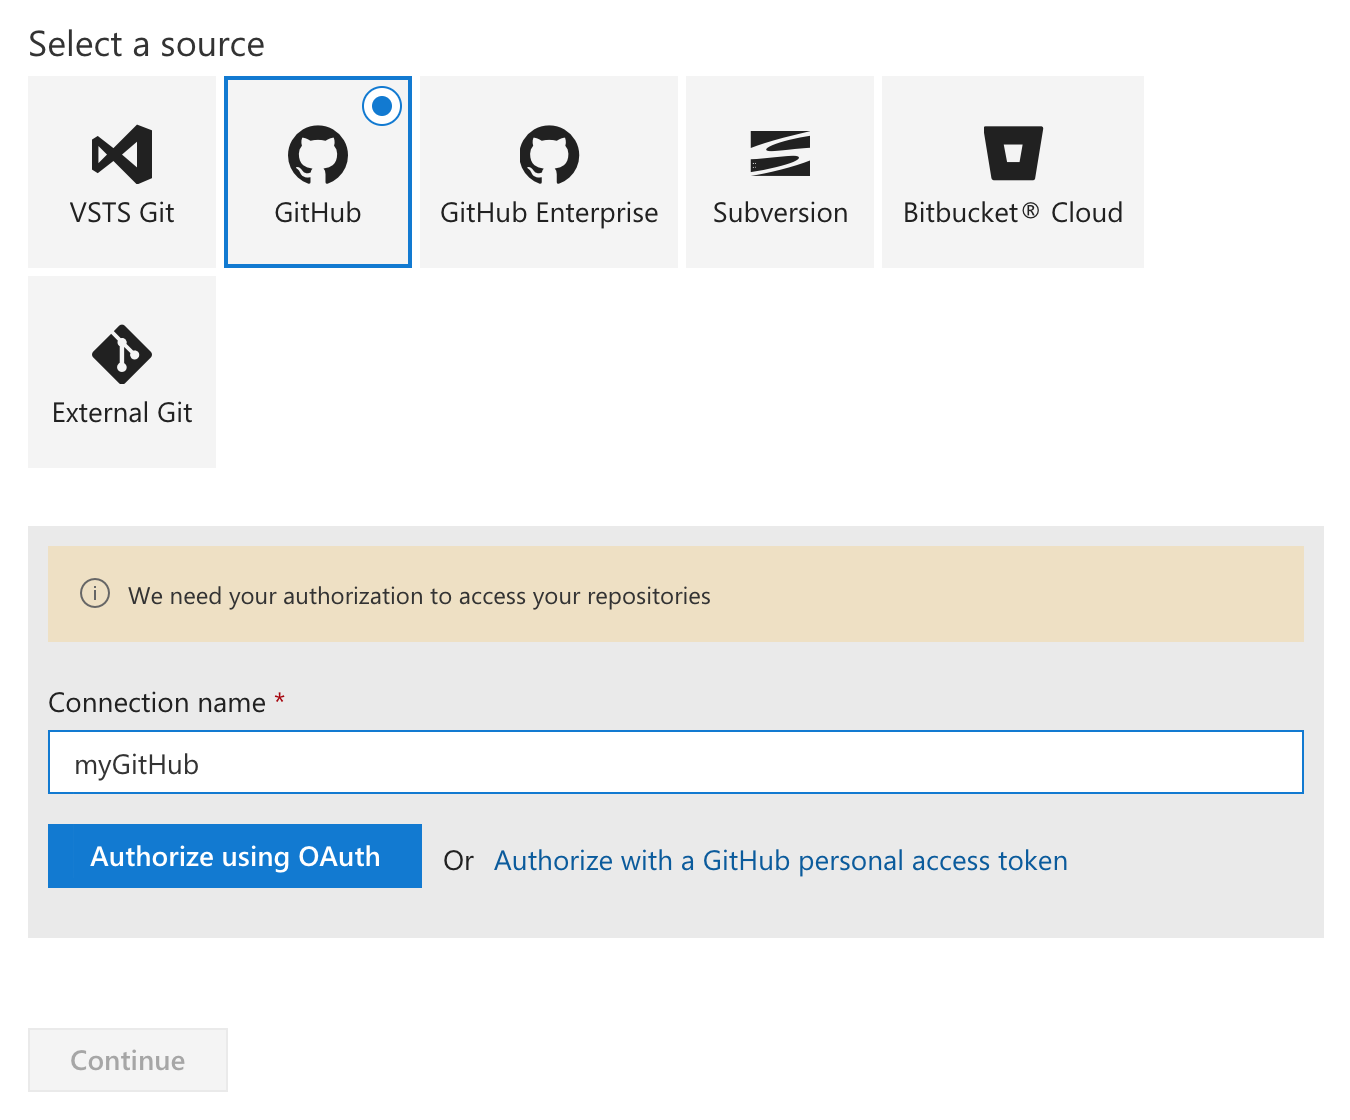 Select a source
VSTS Git
GitHub
GitHub Enterprise
Subversion
Bitbucket® Cloud
External Git
We need your authorization to access your repositories
Connection name *
myGitHub
Authorize using OAuth Or Authorize with a GitHub personal access token
Continue